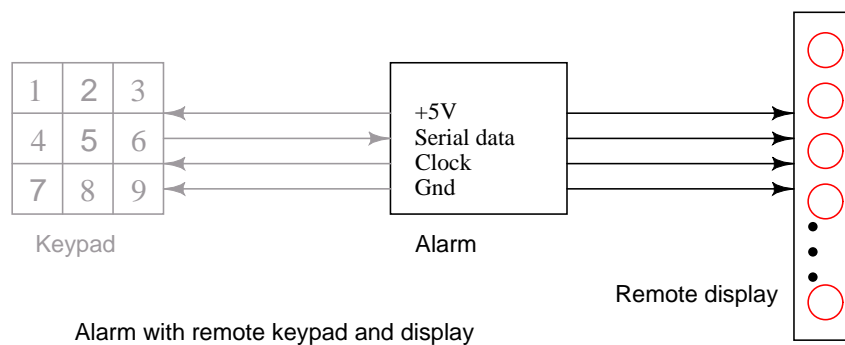 1 2 3
4 5 6
7 8 9
Keypad
+5V
Serial data
Clock
Gnd
Alarm
Remote display
Alarm with remote keypad and display